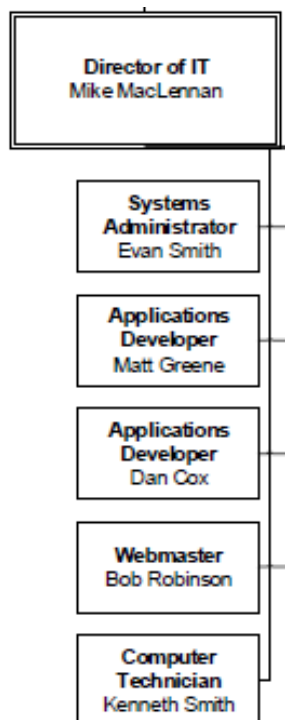 Director of IT
Mike MacLennan
Systems
Administrator
Evan Smith
Applications
Developer
Matt Greene
Applications
Developer
Dan Cox
Webmaster
Bob Robinson
Computer
Technician
Kenneth Smith